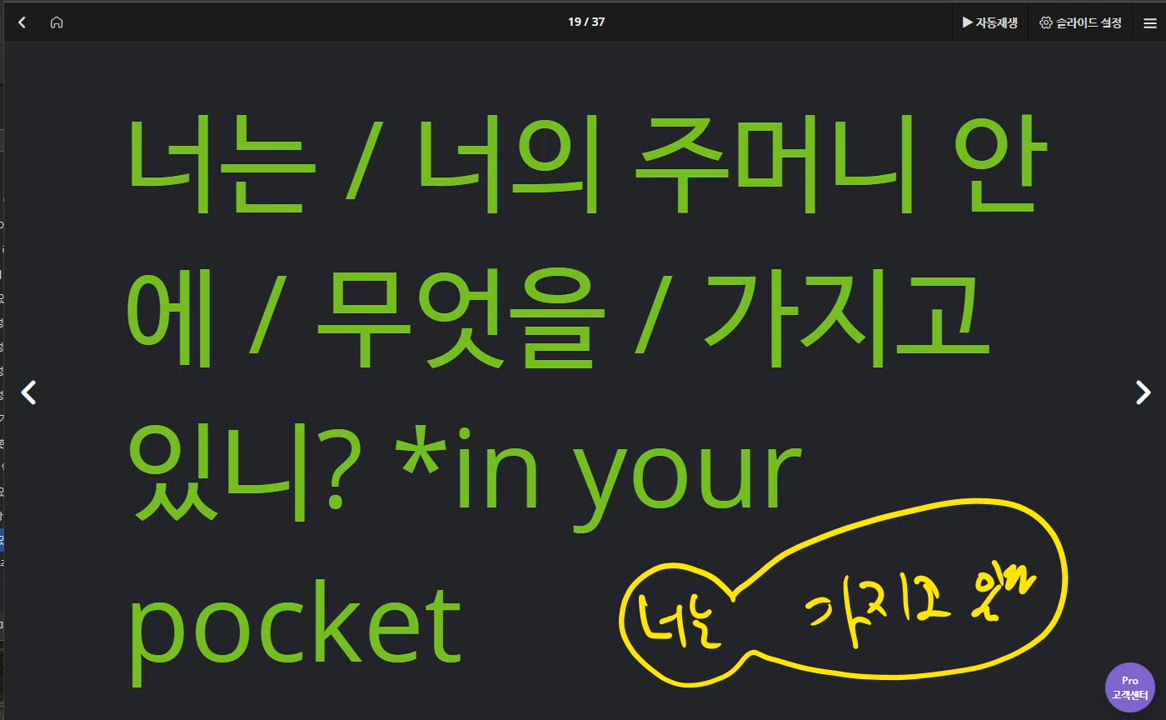 19 / 37
▶ 자동재생
슬라이드 설정
너는 / 너의 주머니 안
에 / 무엇을 / 가지고
있니? *in your
pocket
너는
가지고 있니
Pro
고객센터